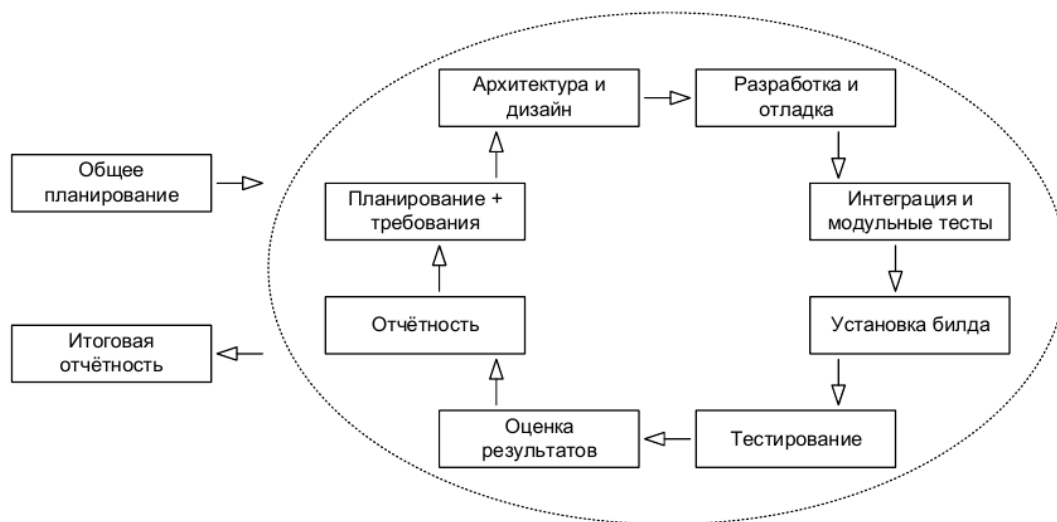 Архитектура и
дизайн
Разработка и
отладка
Общее
планирование
Планирование +
требования
Интеграция и
модульные тесты
Итоговая
отчётность
Отчётность
Установка билда
Оценка
результатов
Тестирование